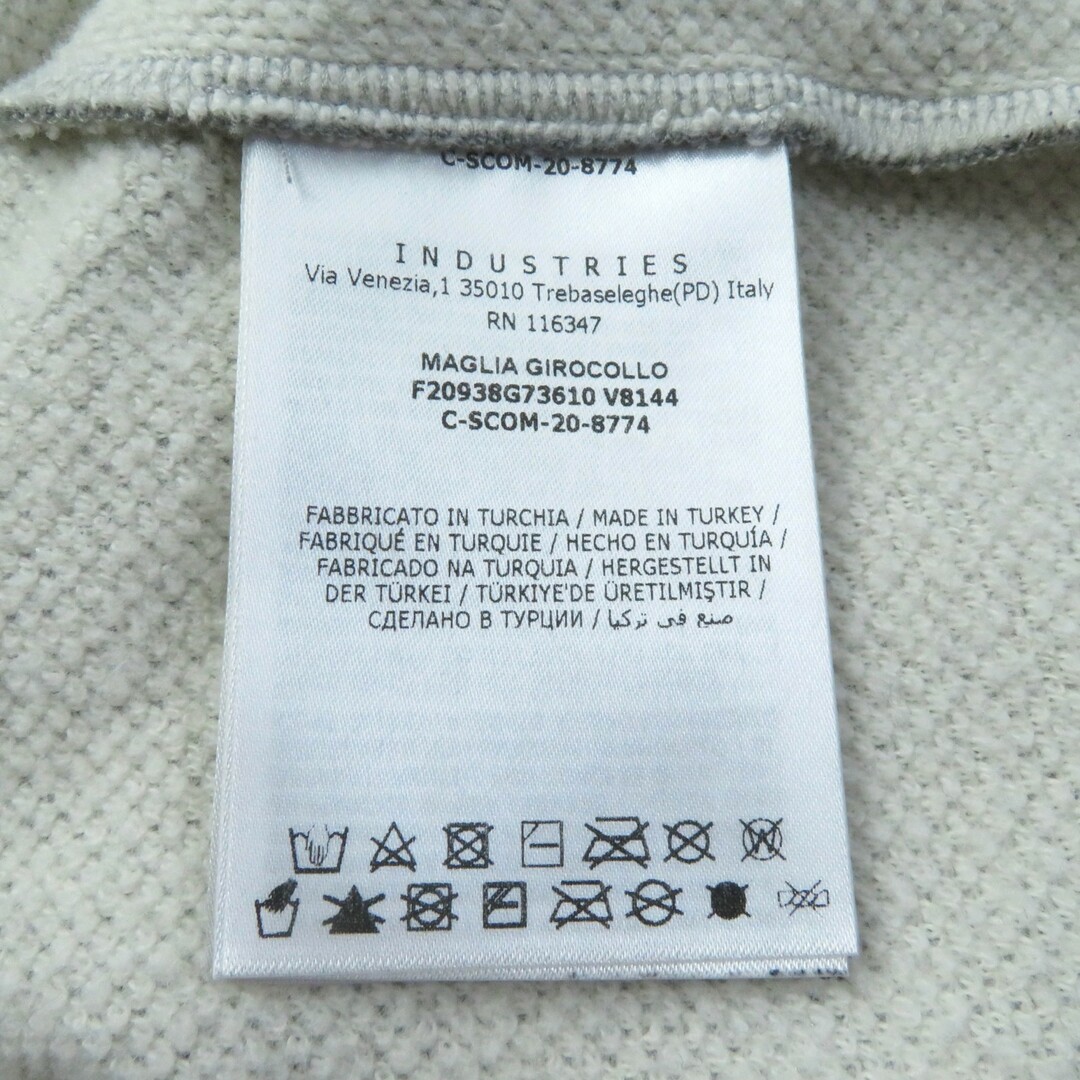 C-SCOM-20-8774
INDUSTRIES
Via Venezia,1 35010 Trebaseleghe(PD) Italy
RN 116347
MAGLIA GIROCOLLO
F20938G73610 V8144
C-SCOM-20-8774
FABBRICATO IN TURCHIA / MADE IN TURKEY /
FABRIQUÉ EN TURQUIE / HECHO EN TURQUÍA /
FABRICADO NA TURQUIA / HERGESTELLT IN
DER TÜRKEI / TÜRKIYE'DE ÜRETILMIŞTIR /
СДЕЛАНО В ТУРЦИИ / صنع في تركيا
W